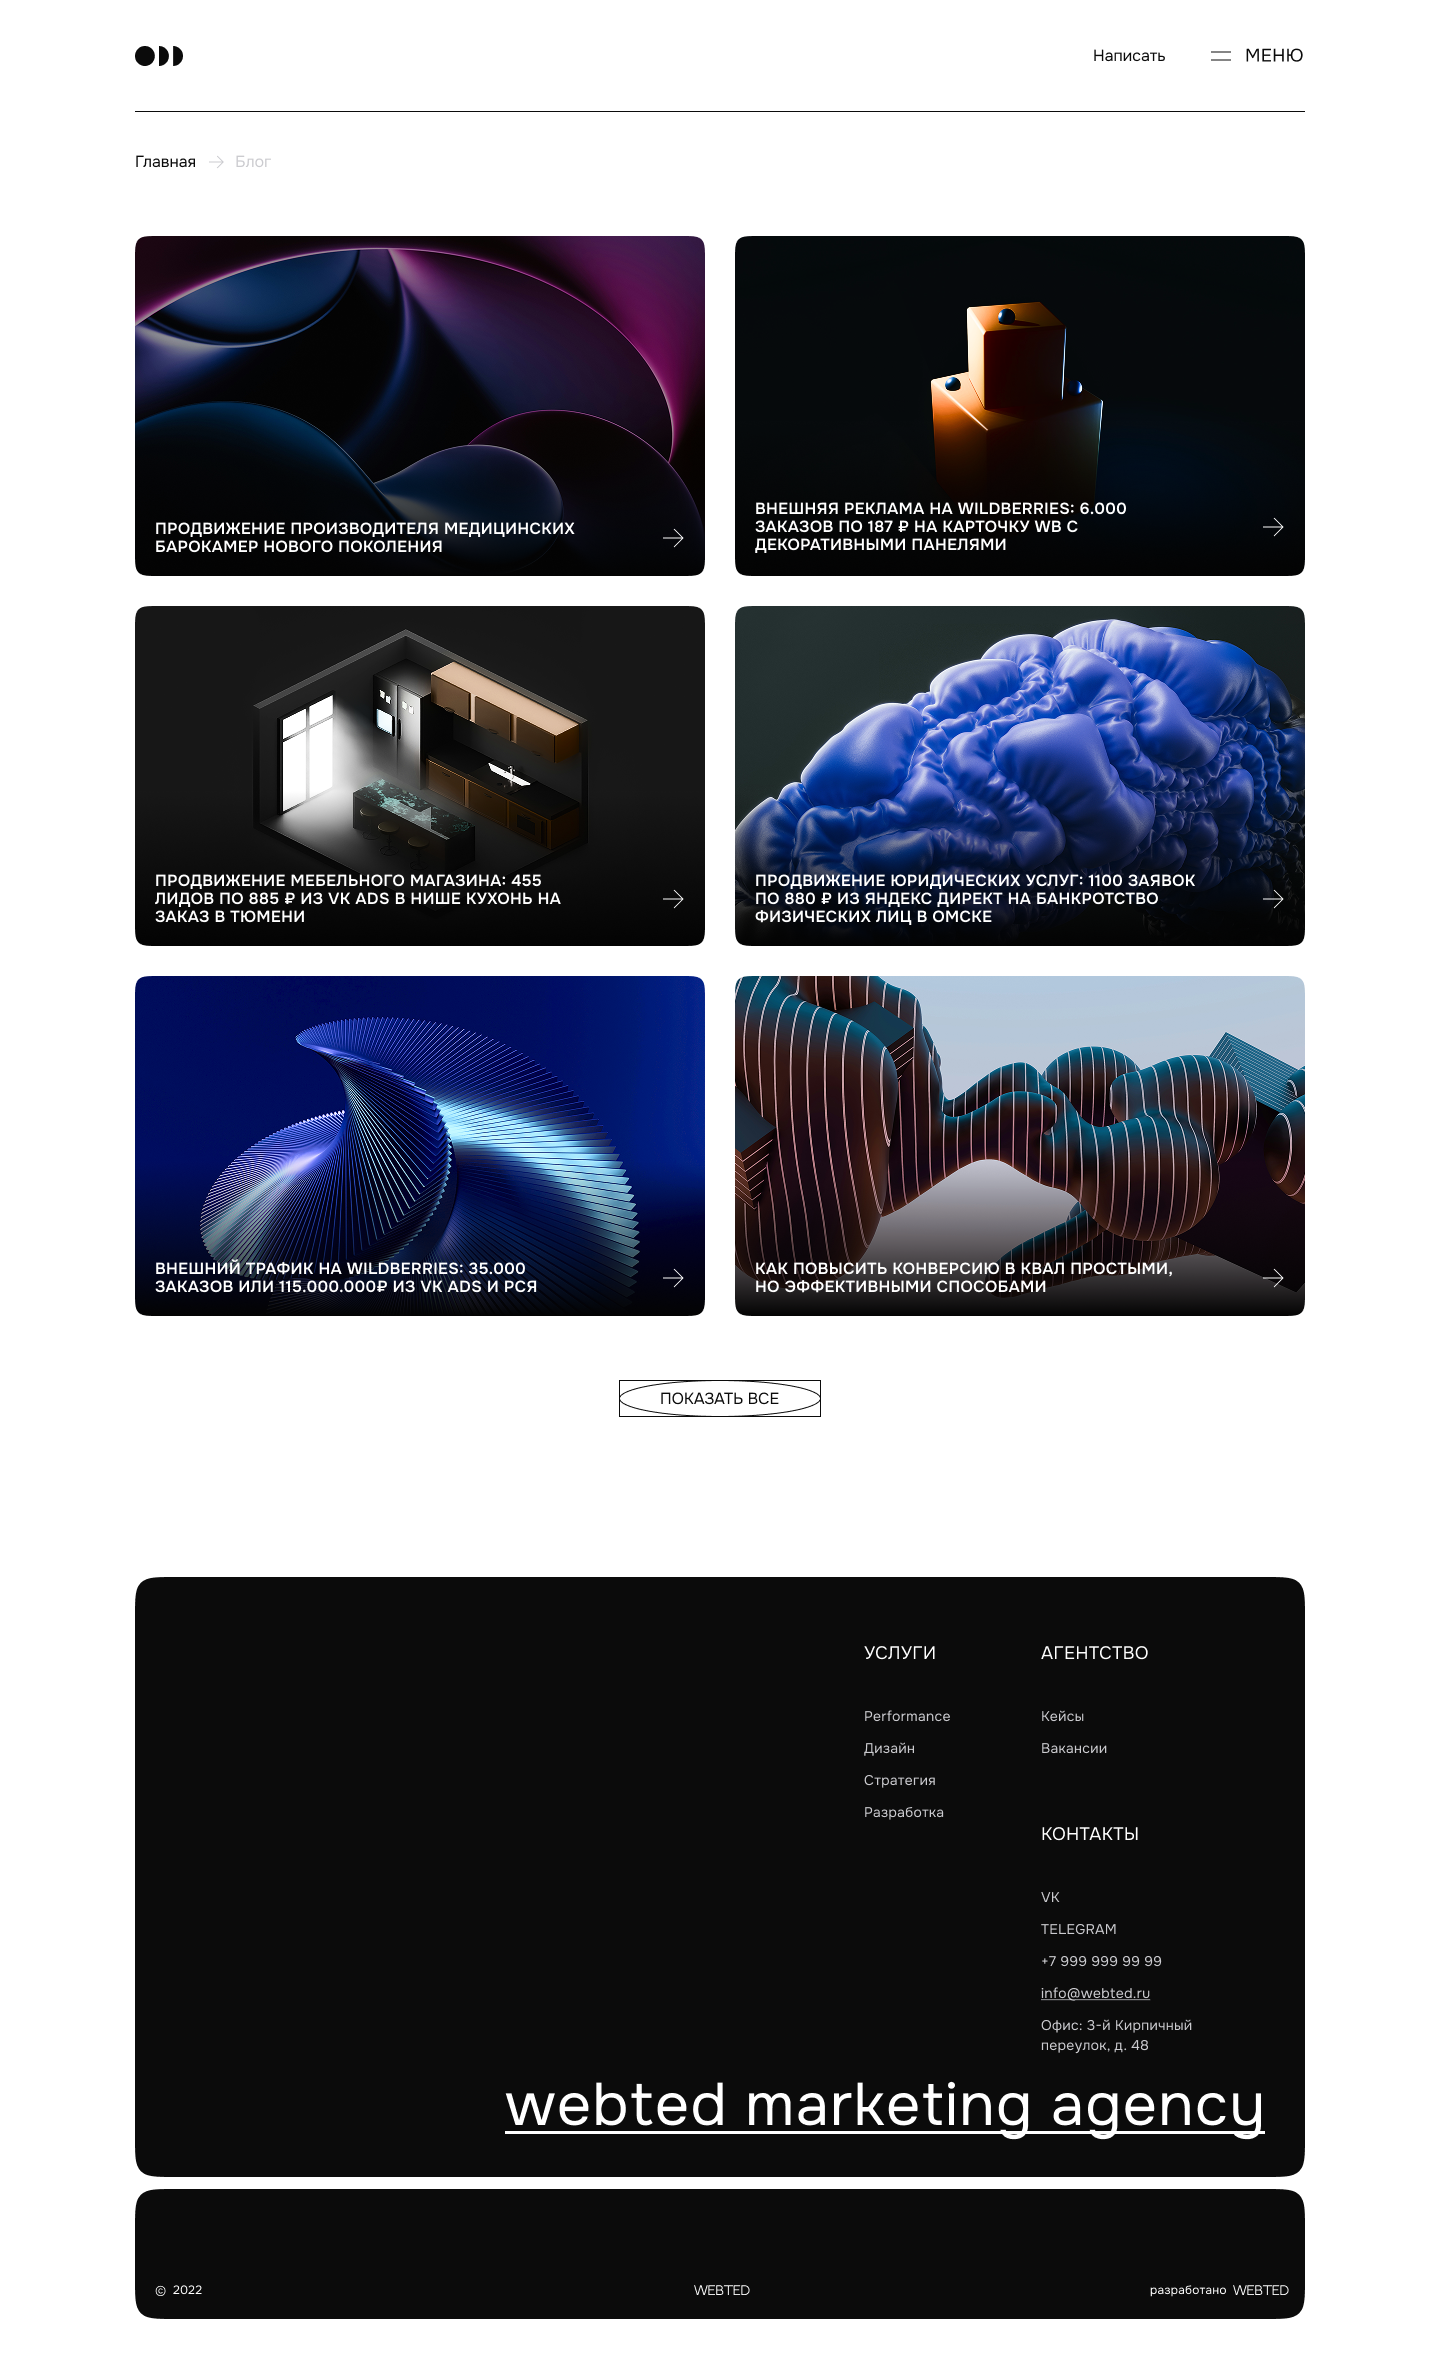 Написать
МЕНЮ
Главная
Блог
ПРОДВИЖЕНИЕ ПРОИЗВОДИТЕЛЯ МЕДИЦИНСКИХ
БАРОКАМЕР НОВОГО ПОКОЛЕНИЯ
ВНЕШНЯЯ РЕКЛАМА НА WILDBERRIES: 6.000
ЗАКАЗОВ ПО 187 ₽ НА КАРТОЧКУ WB С
ДЕКОРАТИВНЫМИ ПАНЕЛЯМИ
ПРОДВИЖЕНИЕ МЕБЕЛЬНОГО МАГАЗИНА: 455
ЛИДОВ ПО 885 ₽ ИЗ VK ADS В НИШЕ КУХОНЬ НА
ЗАКАЗ В ТЮМЕНИ
ПРОДВИЖЕНИЕ ЮРИДИЧЕСКИХ УСЛУГ: 1100 ЗАЯВОК
ПО 880 ₽ ИЗ ЯНДЕКС ДИРЕКТ НА БАНКРОТСТВО
ФИЗИЧЕСКИХ ЛИЦ В ОМСКЕ
ВНЕШНИЙ ТРАФИК НА WILDBERRIES: 35.000
ЗАКАЗОВ ИЛИ 115.000.000₽ ИЗ VK ADS И РСЯ
КАК ПОВЫСИТЬ КОНВЕРСИЮ В КВАЛ ПРОСТЫМИ,
НО ЭФФЕКТИВНЫМИ СПОСОБАМИ
ПОКАЗАТЬ ВСЕ
УСЛУГИ
Performance
Дизайн
Стратегия
Разработка
АГЕНТСТВО
Кейсы
Вакансии
КОНТАКТЫ
VK
TELEGRAM
+7 999 999 99 99
info@webted.ru
Офис: 3-й Кирпичный
переулок, д. 48
webted marketing agency
© 2022
WEBTED
разработано WEBTED